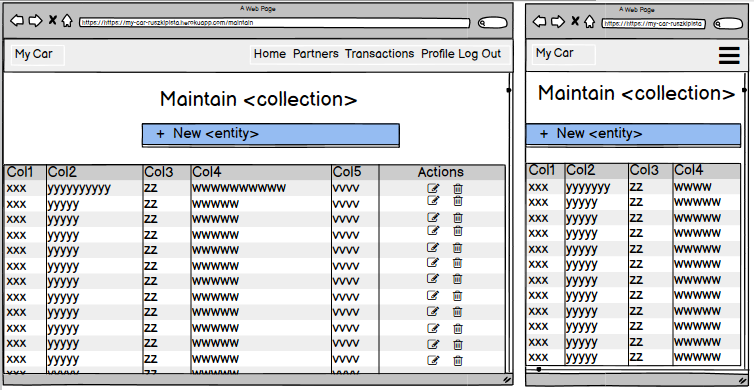 A Web Page
https://https://my-car-ruszkipista.herokuapp.com/maintain
My Car
Home Partners Transactions Profile Log Out
Maintain <collection>
+ New <entity>
Col1 Col2 Col3 Col4 Col5 Actions
xxx yyyyyyyyyy zz wwwwwwwwww vvvv
xxx yyyyy zz wwwww vvvv
xxx yyyyy zz wwwww vvvv
xxx yyyyy zz wwwww vvvv
xxx yyyyy zz wwwww vvvv
xxx yyyyy zz wwwww vvvv
xxx yyyyy zz wwwww vvvv
xxx yyyyy zz wwwww vvvv
xxx yyyyy zz wwwww vvvv
xxx yyyyy zz wwwww vvvv
xxx yyyyy zz wwwww vvvv
xxx yyyyy zz wwwww vvvv
xxx yyyyy zz wwwww vvvv
A Web Page
https://https://my-car-ruszkipista
My Car
Maintain <collection>
+ New <entity>
Col1 Col2 Col3 Col4
xxx yyyyyyy zz wwww
xxx yyyyy zz wwwww
xxx yyyyy zz wwwww
xxx yyyyy zz wwwww
xxx yyyyy zz wwwww
xxx yyyyy zz wwwww
xxx yyyyy zz wwwww
xxx yyyyy zz wwwww
xxx yyyyy zz wwwww
xxx yyyyy zz wwwww
xxx yyyyy zz wwwww
xxx yyyyy zz wwwww